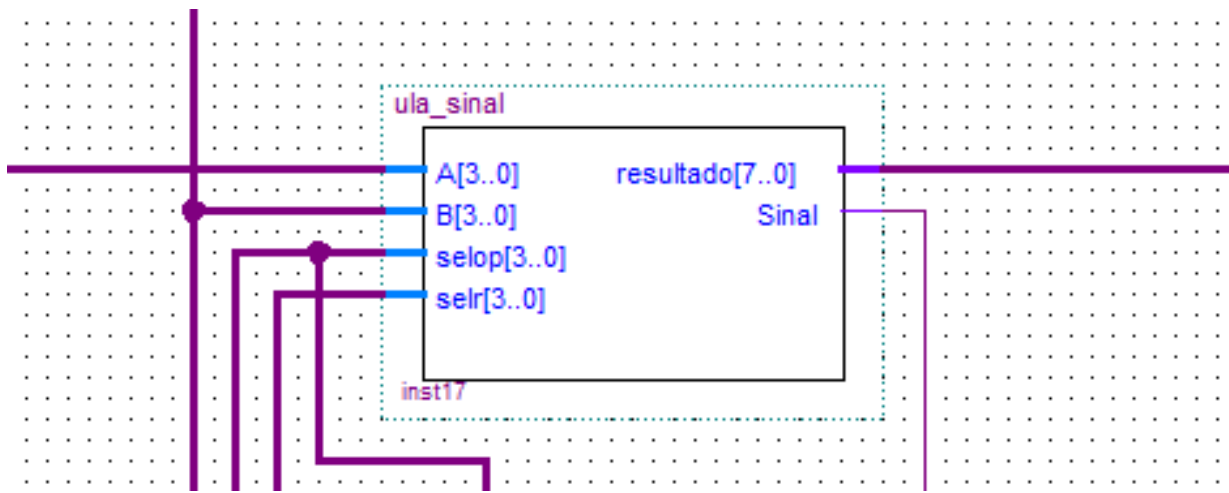 ula_sinal
A[3..0] resultado[7..0]
B[3..0] Sinal
selop[3..0]
selr[3..0]
inst17